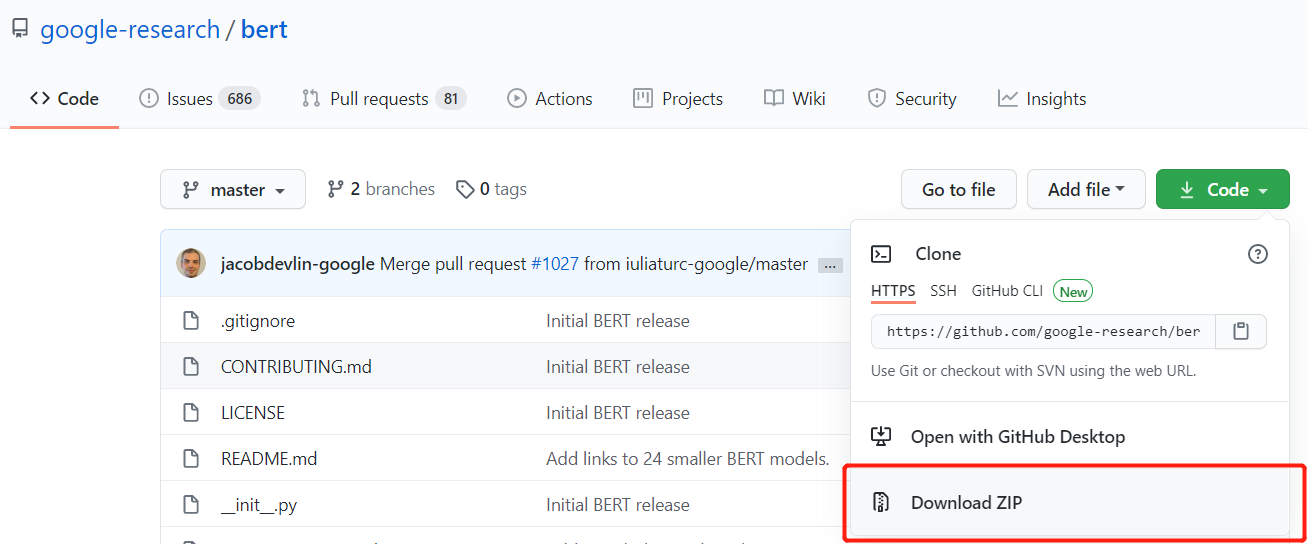 google-research / bert
Code Issues 686 Pull requests 81 Actions Projects Wiki Security Insights
master 2 branches 0 tags Go to file Add file Code
jacobdevlin-google Merge pull request #1027 from iuliaturc-google/master ...
.gitignore Initial BERT release
CONTRIBUTING.md Initial BERT release
LICENSE Initial BERT release
README.md Add links to 24 smaller BERT models.
__init__.py Initial BERT release
Clone
HTTPS SSH GitHub CLI New
https://github.com/google-research/ber
Use Git or checkout with SVN using the web URL.
Open with GitHub Desktop
Download ZIP